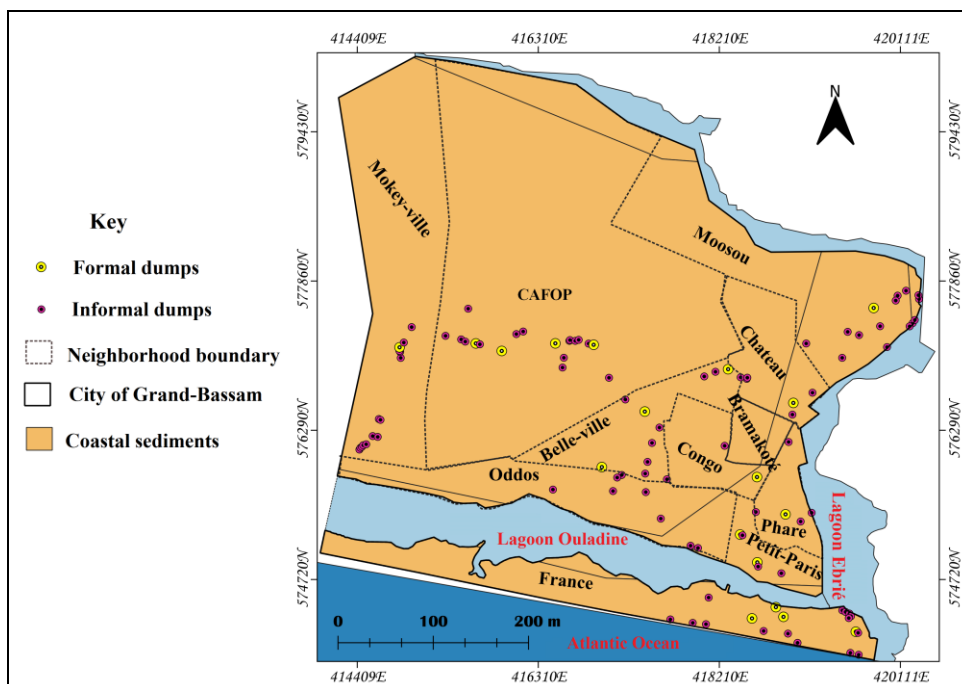 414409E 416310E 418210E 420111E
N
579430N 579430N
Mokey-ville
Key
Moosou
Formal dumps
577860N 577860N
CAFOP
Informal dumps
Neighborhood boundary
Chateau
City of Grand-Bassam
Bramakoté
576290N 576290N
Belle-ville
Coastal sediments
Congo
Oddos
Phare
Lagoon Ouladine
Petit-Paris
Lagoon Ebrié
France
574720N 574720N
0 100 200 m
Atlantic Ocean
414409E 416310E 418210E 420111E